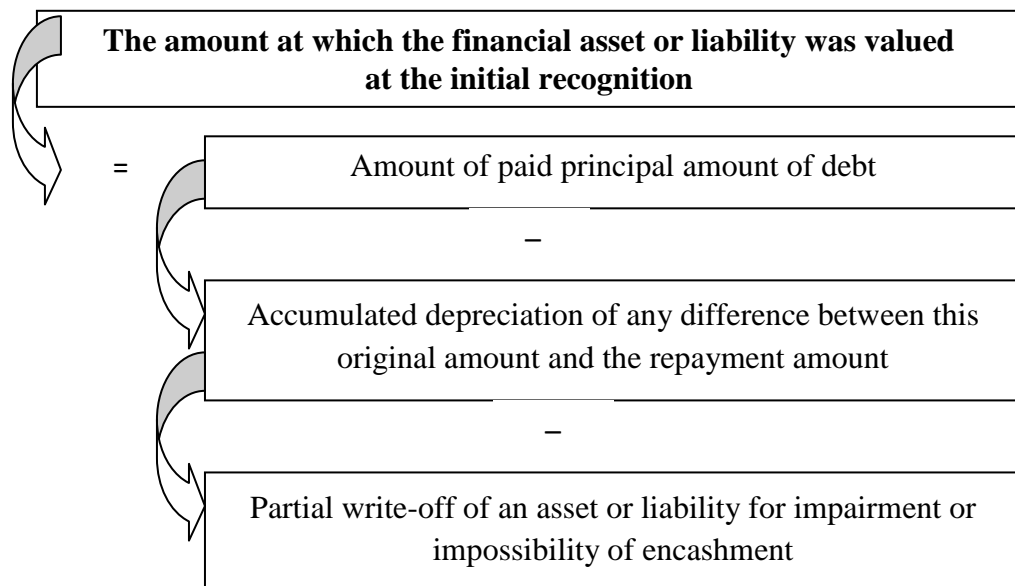 The amount at which the financial asset or liability was valued
at the initial recognition
=
Amount of paid principal amount of debt
–
Accumulated depreciation of any difference between this
original amount and the repayment amount
–
Partial write-off of an asset or liability for impairment or
impossibility of encashment